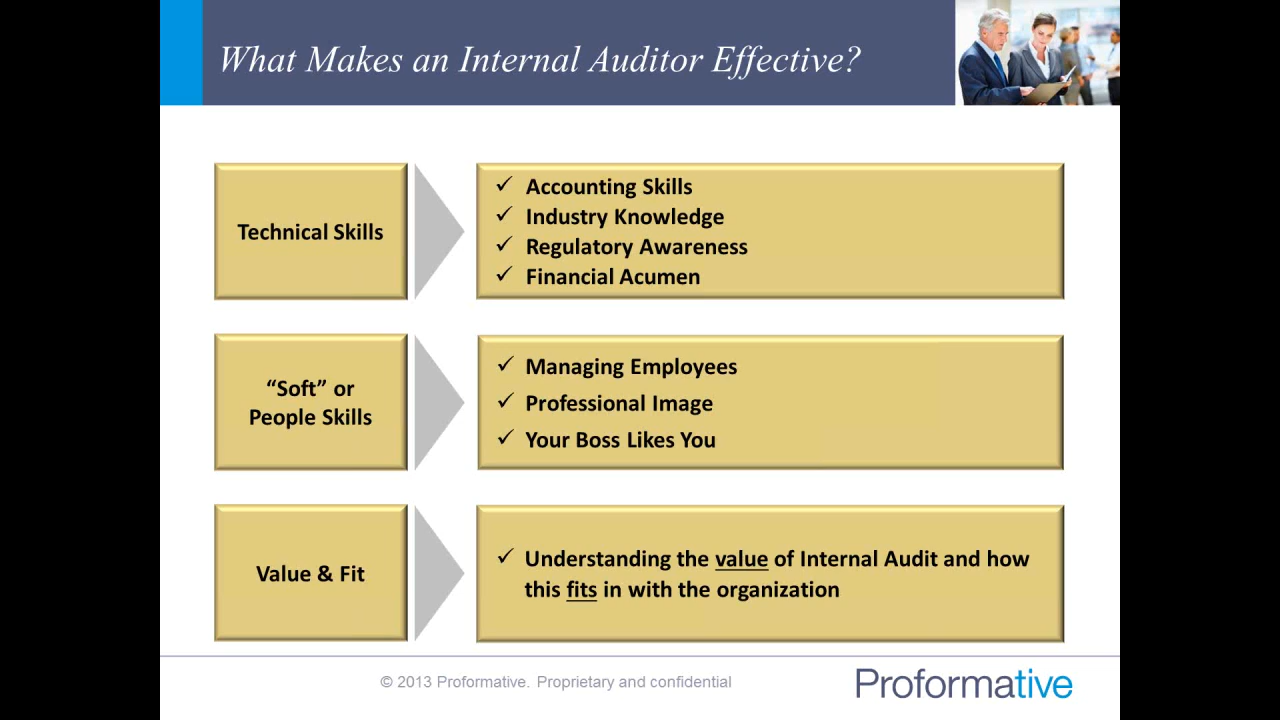 What Makes an Internal Auditor Effective?
Technical Skills
✓ Accounting Skills
✓ Industry Knowledge
✓ Regulatory Awareness
✓ Financial Acumen
“Soft” or
People Skills
✓ Managing Employees
✓ Professional Image
✓ Your Boss Likes You
Value & Fit
✓ Understanding the value of Internal Audit and how
this fits in with the organization
© 2013 Proformative. Proprietary and confidential
Proformative